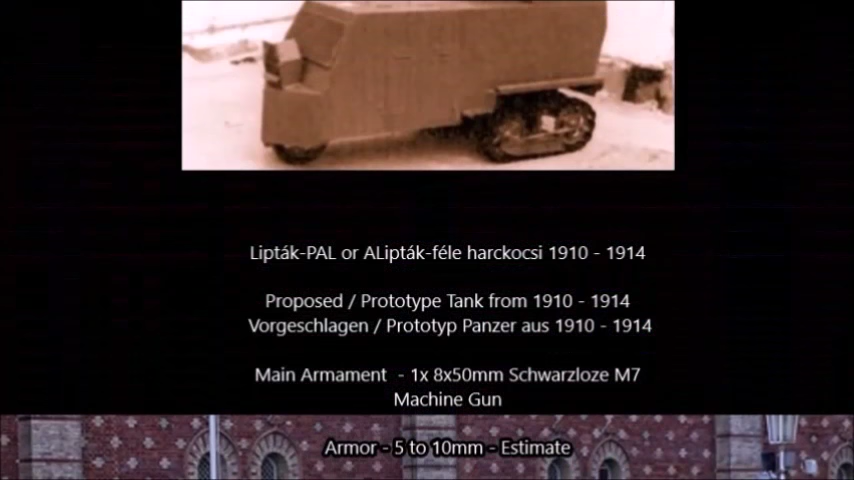 Lipták-PAL or ALipták-féle harckocsi 1910 - 1914
Proposed / Prototype Tank from 1910 - 1914
Vorgeschlagen / Prototyp Panzer aus 1910 - 1914
Main Armament - 1x 8x50mm Schwarzloze M7
Machine Gun
Armor - 5 to 10mm - Estimate